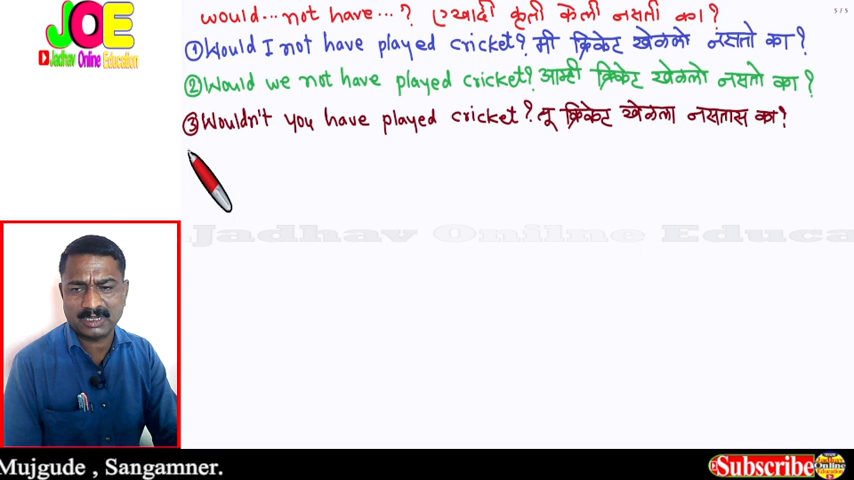 would...not have...? एखादी कृती केली नसती का?
5/5
JOE
Jadhav Online Education
① Would I not have played cricket? मी क्रिकेट खेळलो नसतो का?
② Would we not have played cricket? आम्ही क्रिकेट खेळलो नसतो का?
③ Wouldn't you have played cricket? तू क्रिकेट खेळला नसतास का?
Jadhav Onilne Educa
Mujgude , Sangamner.
Subscribe